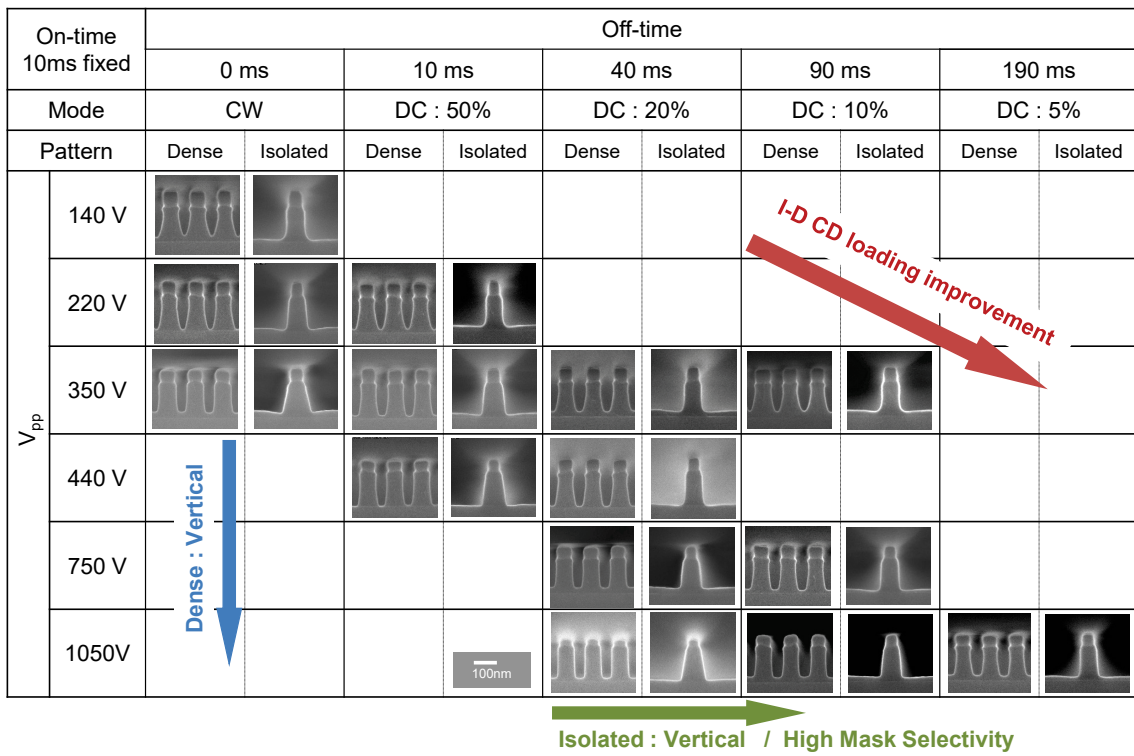 On-time
10ms fixed
Off-time
0 ms 10 ms 40 ms 90 ms 190 ms
Mode CW DC : 50% DC : 20% DC : 10% DC : 5%
Pattern Dense Isolated Dense Isolated Dense Isolated Dense Isolated Dense Isolated
Vpp
140 V
220 V
350 V
440 V
750 V
1050V
I-D CD loading improvement
Dense : Vertical
100nm
Isolated : Vertical / High Mask Selectivity